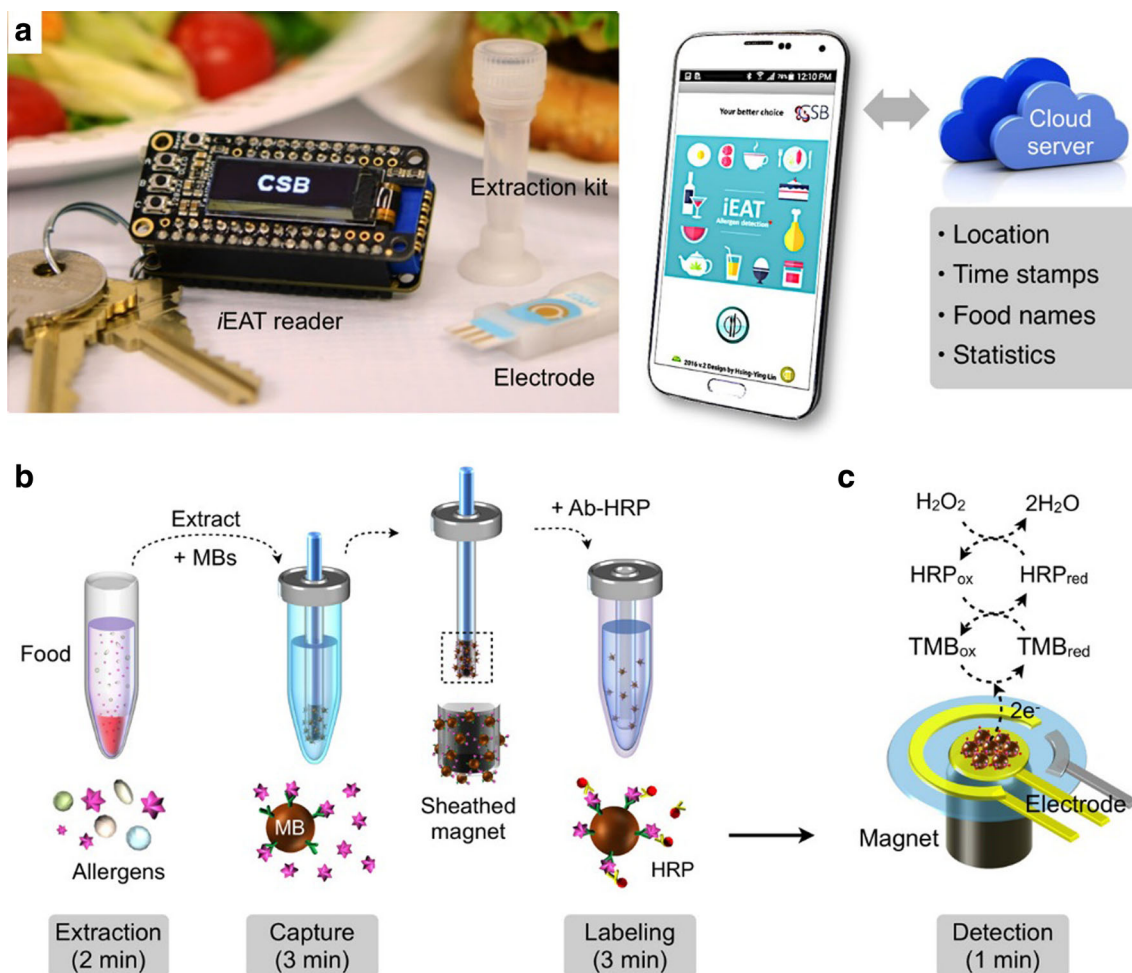 a
CSB
Extraction kit
iEAT reader
Electrode
12:10 PM
Your better choice
CSB
iEAT
Allergen detection
2016 v.2 Design by Hsing-Ying Lin
Cloud
server
• Location
• Time stamps
• Food names
• Statistics
b
Extract
+ MBs
+ Ab-HRP
Food
Allergens
MB
Sheathed
magnet
HRP
Extraction
(2 min)
Capture
(3 min)
Labeling
(3 min)
c
H₂O₂
2H₂O
HRPox
HRPred
TMBox
TMBred
2e⁻
Electrode
Magnet
Detection
(1 min)